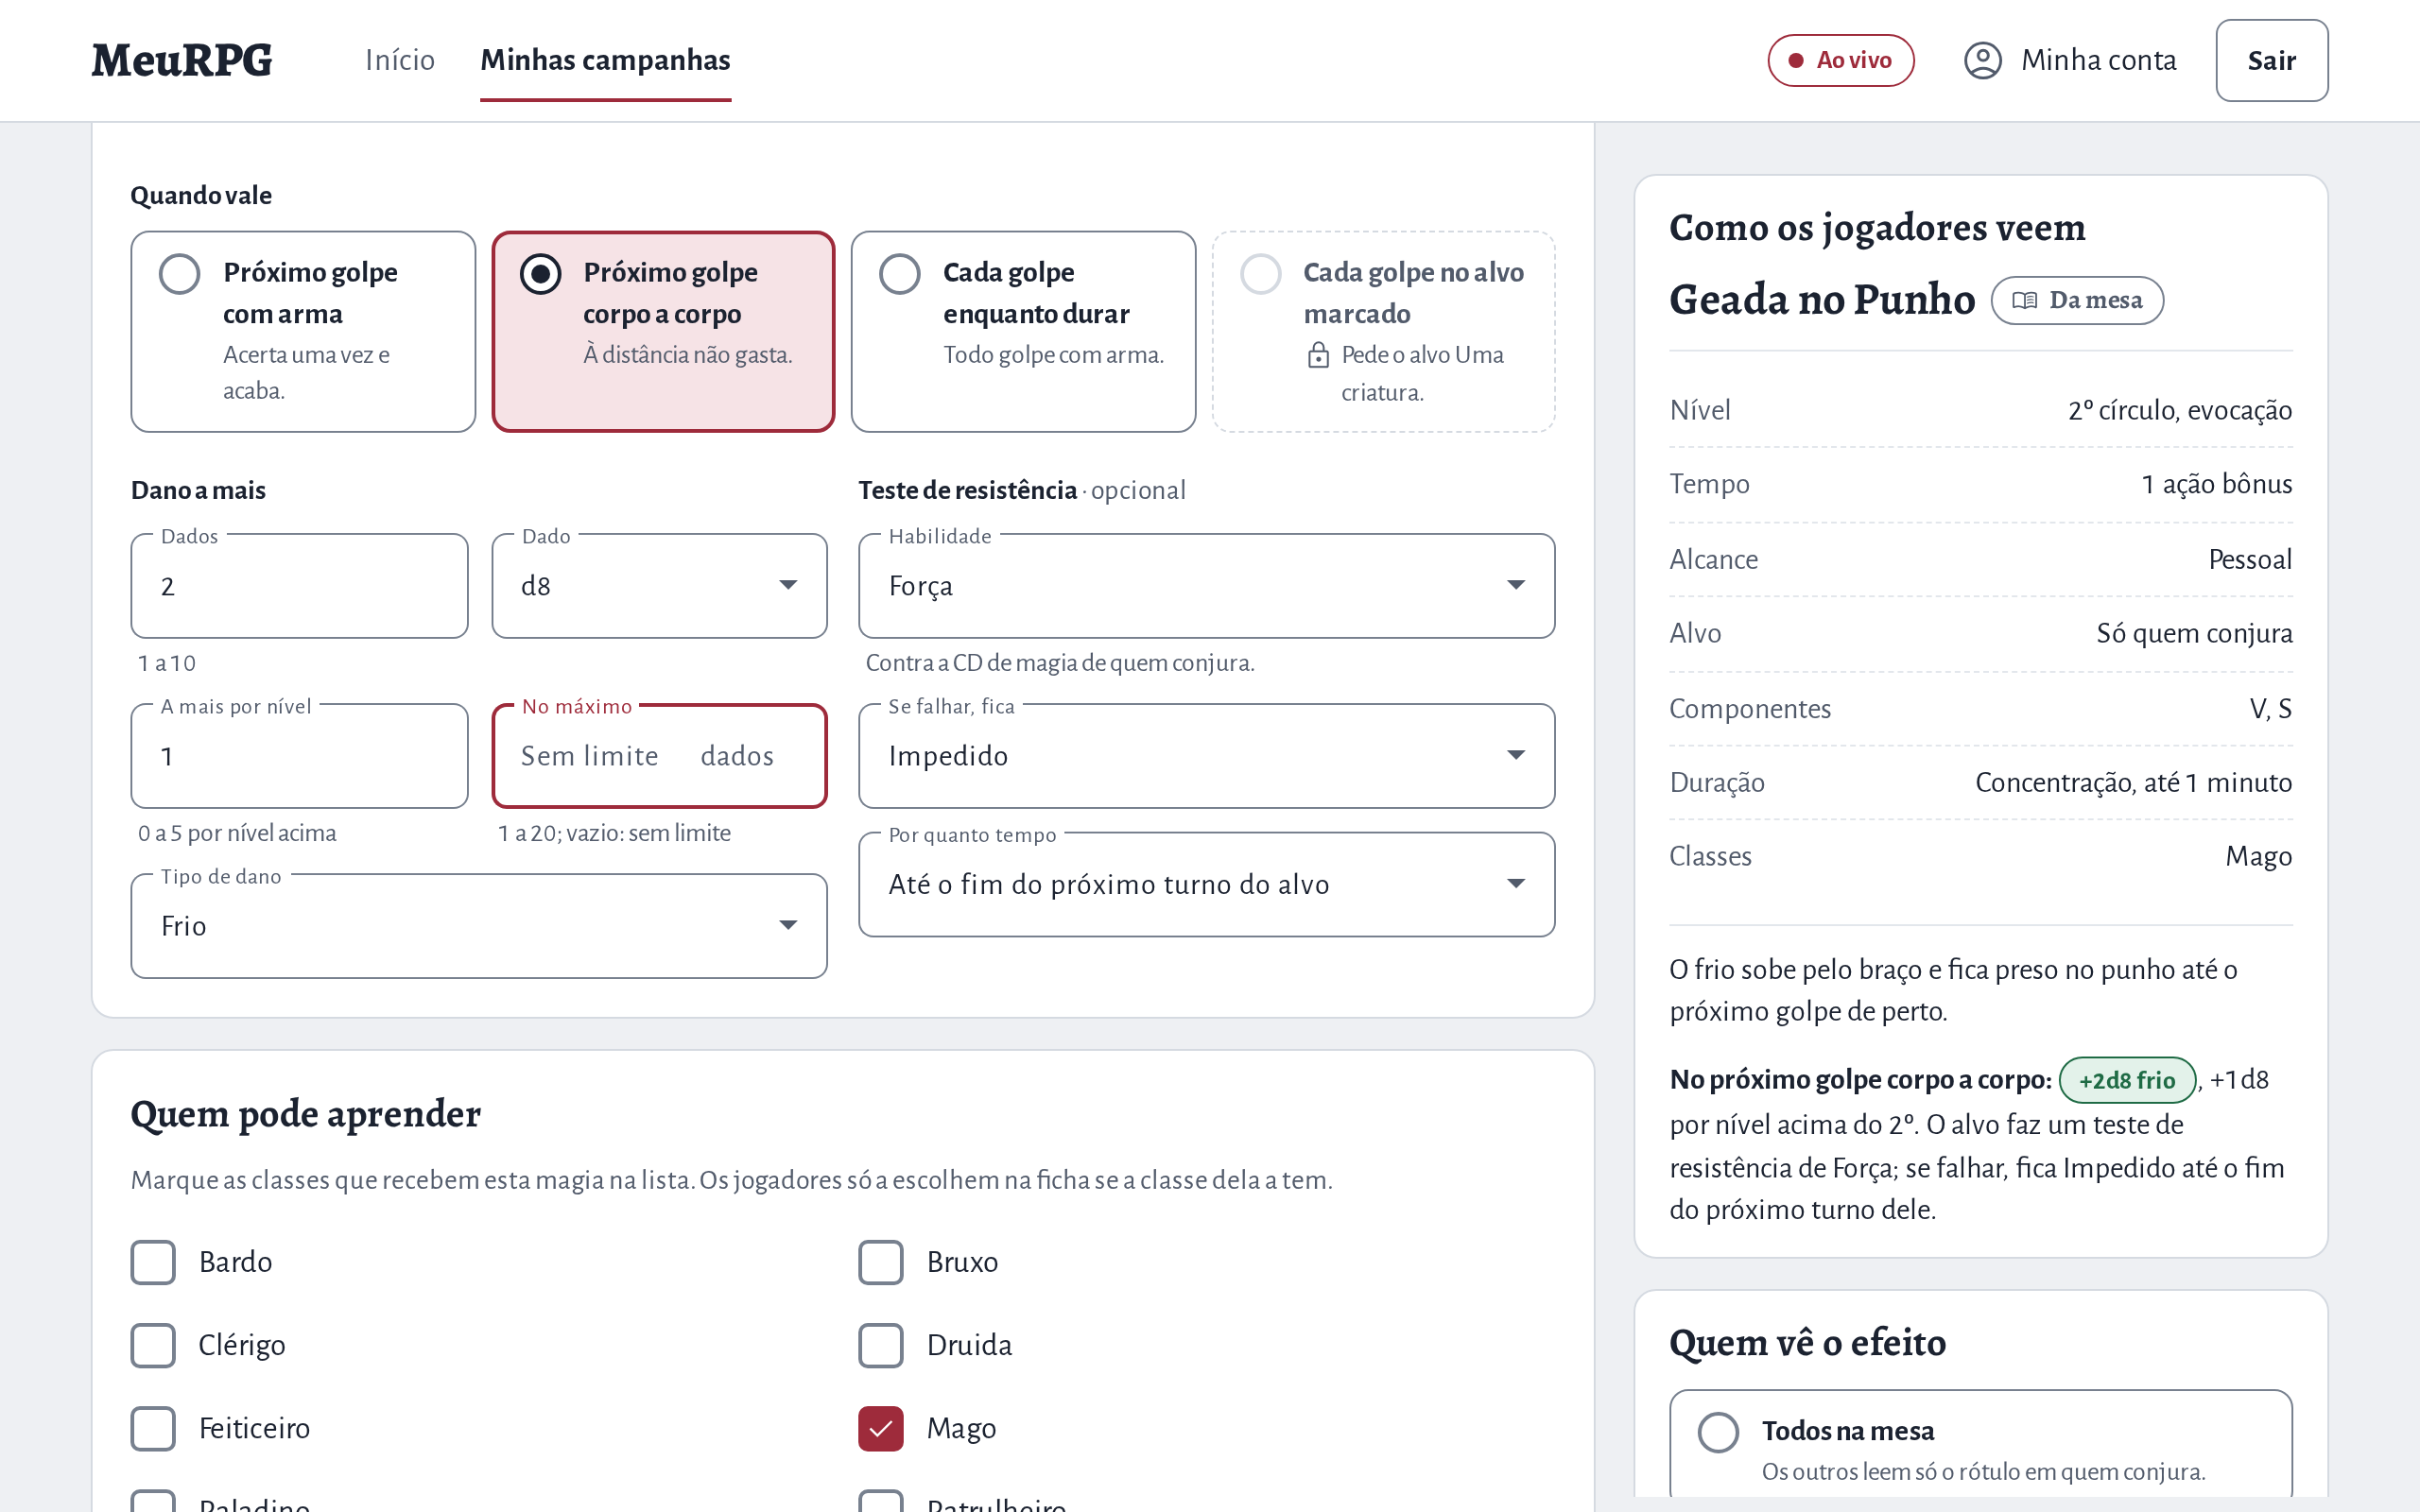 MeuRPG
Início
Minhas campanhas
Ao vivo
Minha conta
Sair
Quando vale
Próximo golpe
com arma
Acerta uma vez e
acaba.
Próximo golpe
corpo a corpo
À distância não gasta.
Cada golpe
enquanto durar
Todo golpe com arma.
Cada golpe no alvo
marcado
Pede o alvo Uma
criatura.
Dano a mais
Dados
2
1 a 10
Dado
d8
A mais por nível
1
0 a 5 por nível acima
No máximo
Sem limite dados
1 a 20; vazio: sem limite
Tipo de dano
Frio
Teste de resistência · opcional
Habilidade
Força
Contra a CD de magia de quem conjura.
Se falhar, fica
Impedido
Por quanto tempo
Até o fim do próximo turno do alvo
Quem pode aprender
Marque as classes que recebem esta magia na lista. Os jogadores só a escolhem na ficha se a classe dela a tem.
Bardo
Bruxo
Clérigo
Druida
Feiticeiro
Mago
Paladino
Patrulheiro
Como os jogadores veem
Geada no Punho
Da mesa
Nível
2º círculo, evocação
Tempo
1 ação bônus
Alcance
Pessoal
Alvo
Só quem conjura
Componentes
V, S
Duração
Concentração, até 1 minuto
Classes
Mago
O frio sobe pelo braço e fica preso no punho até o
próximo golpe de perto.
No próximo golpe corpo a corpo: +2d8 frio, +1d8
por nível acima do 2º. O alvo faz um teste de
resistência de Força; se falhar, fica Impedido até o fim
do próximo turno dele.
Quem vê o efeito
Todos na mesa
Os outros leem só o rótulo em quem conjura.